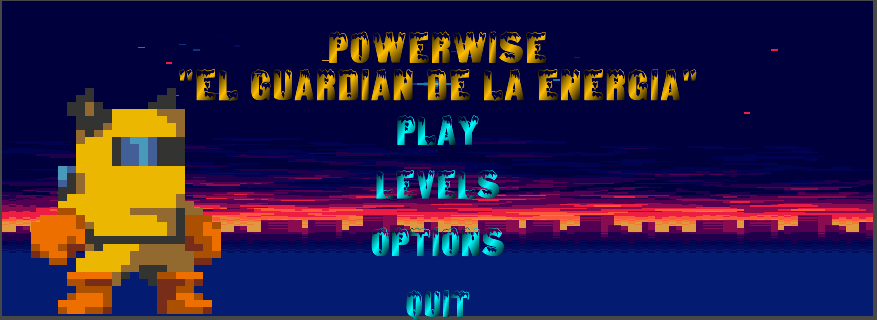 POWERWISE
"EL GUARDIAN DE LA ENERGIA"
PLAY
LEVELS
OPTIONS
QUIT